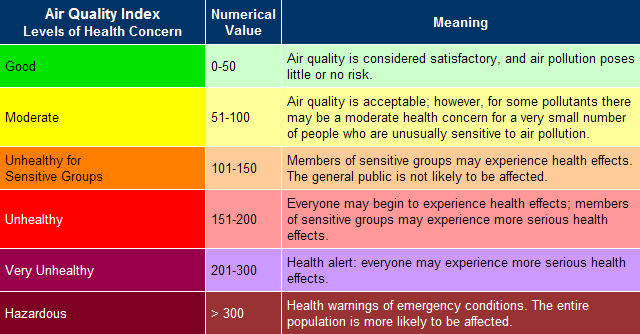 Air Quality Index
Levels of Health Concern
Numerical
Value
Meaning
Good
0-50
Air quality is considered satisfactory, and air pollution poses
little or no risk.
Moderate
51-100
Air quality is acceptable; however, for some pollutants there
may be a moderate health concern for a very small number
of people who are unusually sensitive to air pollution.
Unhealthy for
Sensitive Groups
101-150
Members of sensitive groups may experience health effects.
The general public is not likely to be affected.
Unhealthy
151-200
Everyone may begin to experience health effects; members
of sensitive groups may experience more serious health
effects.
Very Unhealthy
201-300
Health alert: everyone may experience more serious health
effects.
Hazardous
> 300
Health warnings of emergency conditions. The entire
population is more likely to be affected.